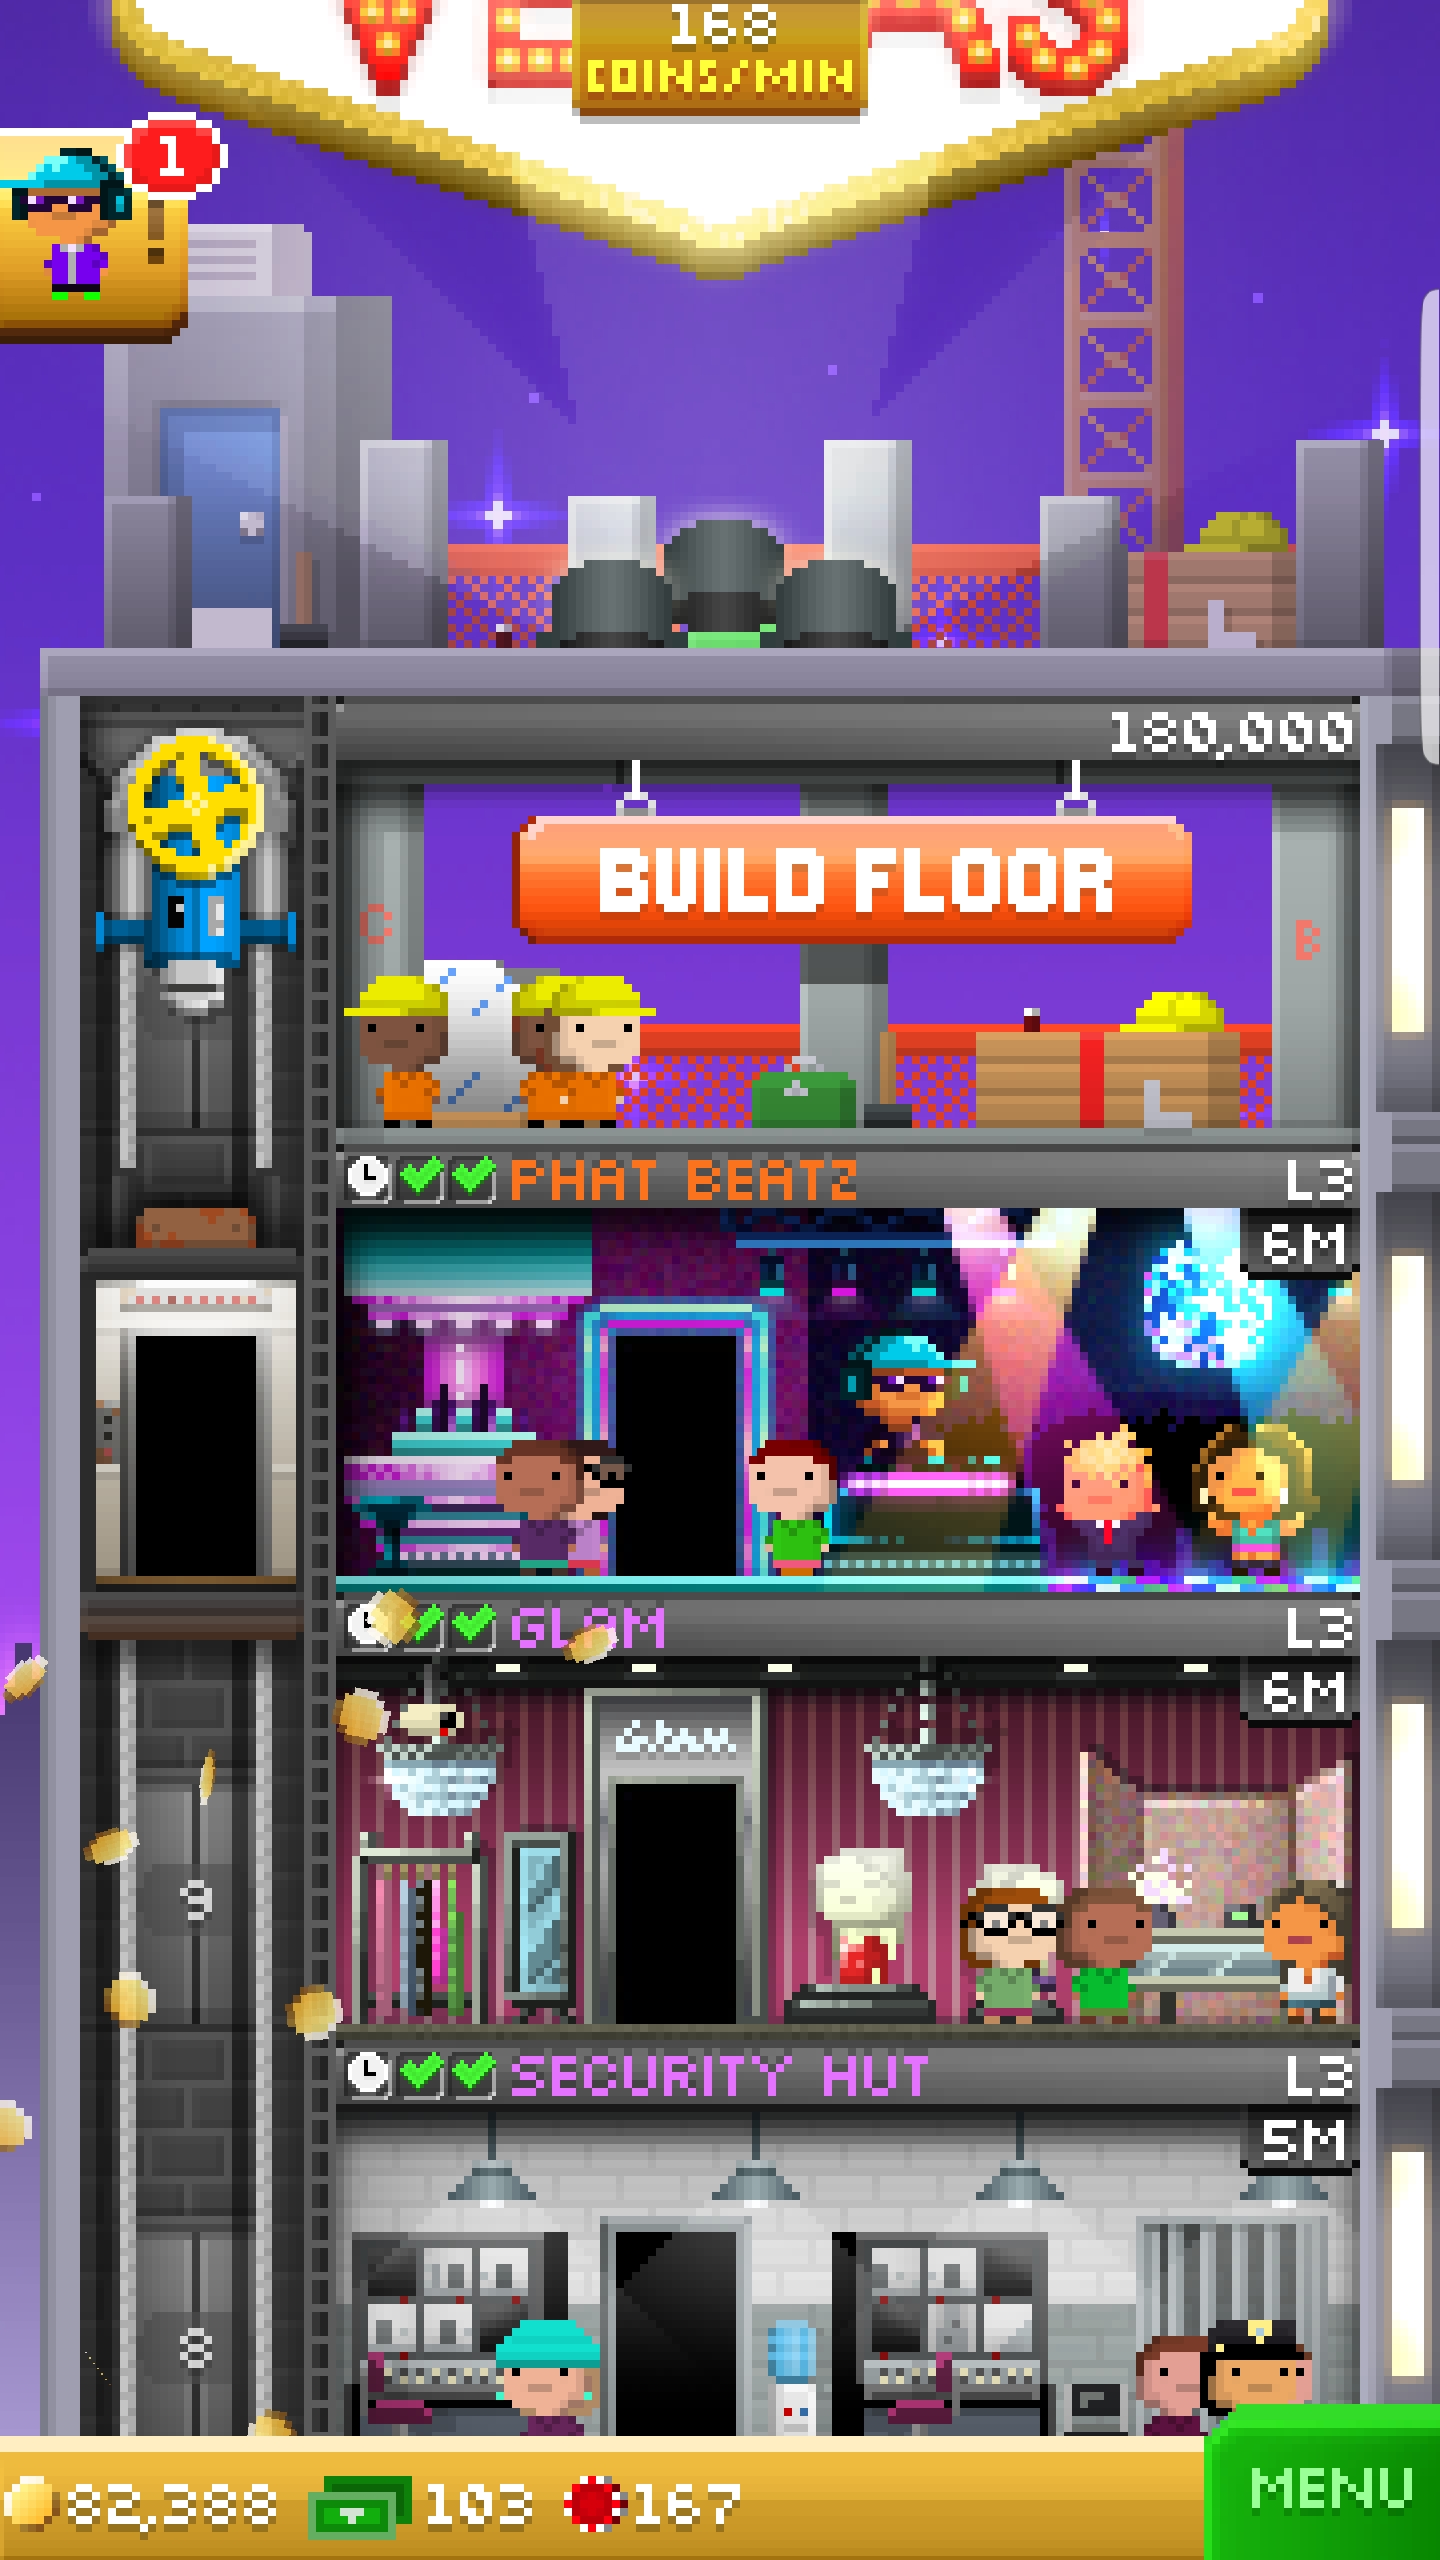 168
COINS/MIN
1
180,000
BUILD FLOOR
C
B
PHAT BEATZ L3
6M
GLAM L3
6M
Glam
9
SECURITY HUT L3
5M
8
82,388 103 167
MENU